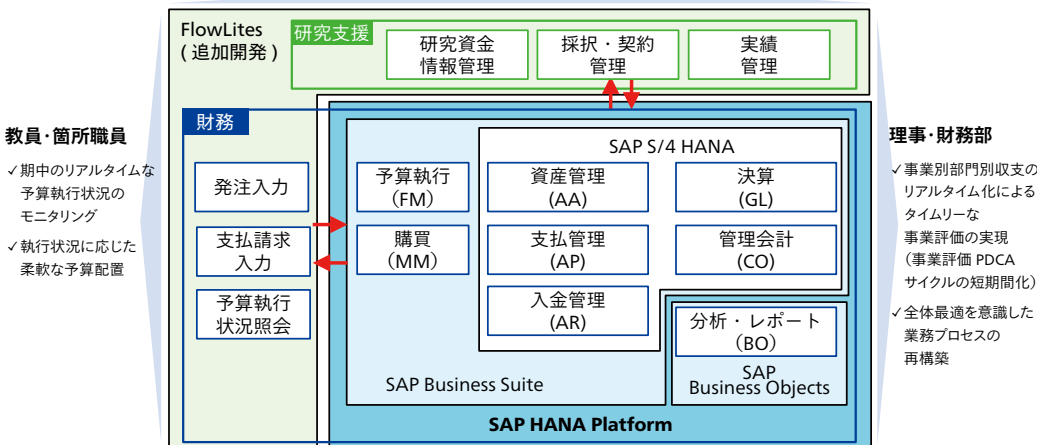 FlowLites
( 追加開発 )
研究支援
研究資金
情報管理
採択・契約
管理
実績
管理
財務
発注入力
支払請求
入力
予算執行
状況照会
SAP S/4 HANA
予算執行
（FM）
購買
(MM)
資産管理
(AA)
支払管理
(AP)
入金管理
(AR)
決算
(GL)
管理会計
(CO)
分析・レポート
（BO）
SAP
Business Objects
SAP Business Suite
SAP HANA Platform
教員・箇所職員
✓期中のリアルタイムな
予算執行状況の
モニタリング
✓執行状況に応じた
柔軟な予算配置
理事・財務部
✓事業別部門別収支の
リアルタイム化による
タイムリーな
事業評価の実現
（事業評価 PDCA
サイクルの短期間化）
✓全体最適を意識した
業務プロセスの
再構築